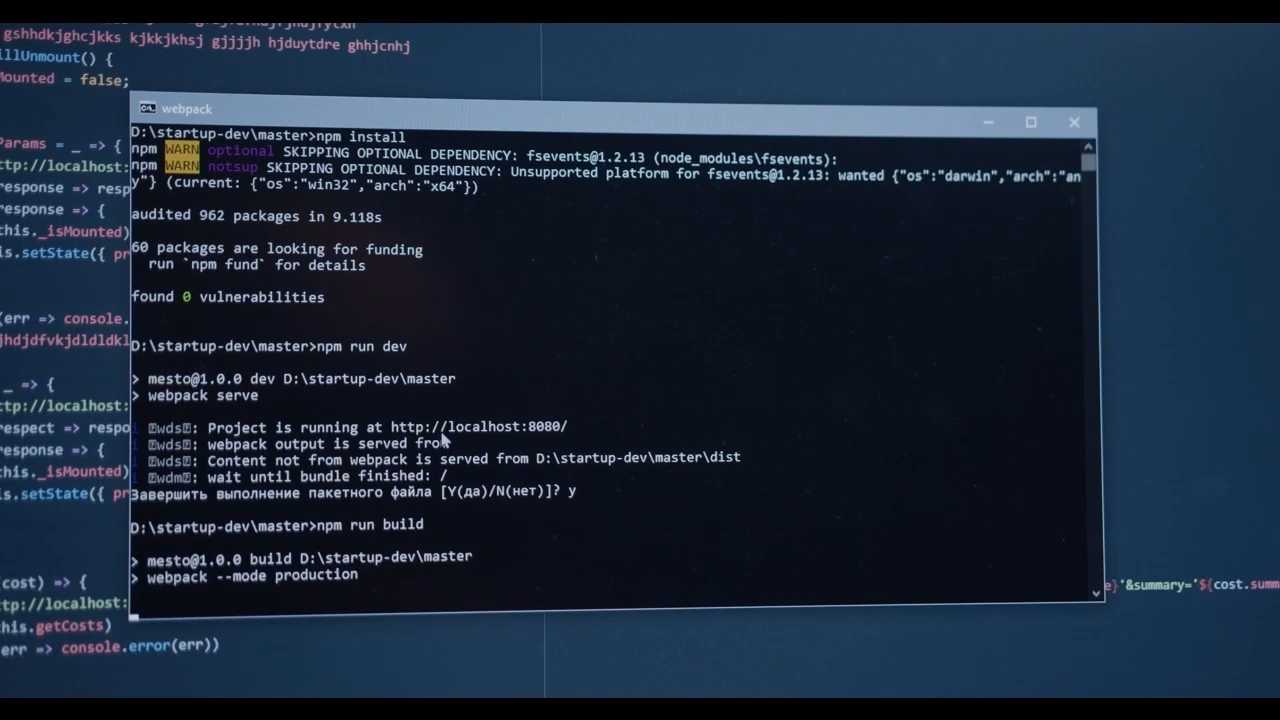 gshhdkjghcjkks kjkkjkhsj gjjjjh hjduytdre ghhjcnhj
illUnmount() {
Mounted = false;
webpack
D:\startup-dev\master>npm install
npm WARN optional SKIPPING OPTIONAL DEPENDENCY: fsevents@1.2.13 (node_modules\fsevents):
npm WARN notsup SKIPPING OPTIONAL DEPENDENCY: Unsupported platform for fsevents@1.2.13: wanted {"os":"darwin","arch":"an
y"} (current: {"os":"win32","arch":"x64"})
audited 962 packages in 9.118s
60 packages are looking for funding
run `npm fund` for details
found 0 vulnerabilities
D:\startup-dev\master>npm run dev
> mesto@1.0.0 dev D:\startup-dev\master
> webpack serve
i 「wds」: Project is running at http://localhost:8080/
i 「wds」: webpack output is served from
i 「wds」: Content not from webpack is served from D:\startup-dev\master\dist
i 「wdm」: wait until bundle finished: /
Завершить выполнение пакетного файла [Y(да)/N(нет)]? y
D:\startup-dev\master>npm run build
> mesto@1.0.0 build D:\startup-dev\master
> webpack --mode production
Params = _ => {
ttp://localhost:
response => resp
response => {
this._isMounted)
is.setState({ pr
(err => console.
jhdjdfvkjdldldkl
_ => {
ttp://localhost:
respect => respo
response => {
this._isMounted)
is.setState({ pr
(cost) => {
ttp://localhost:
e}'&summary='${cost.summ
this.getCosts)
err => console.error(err))